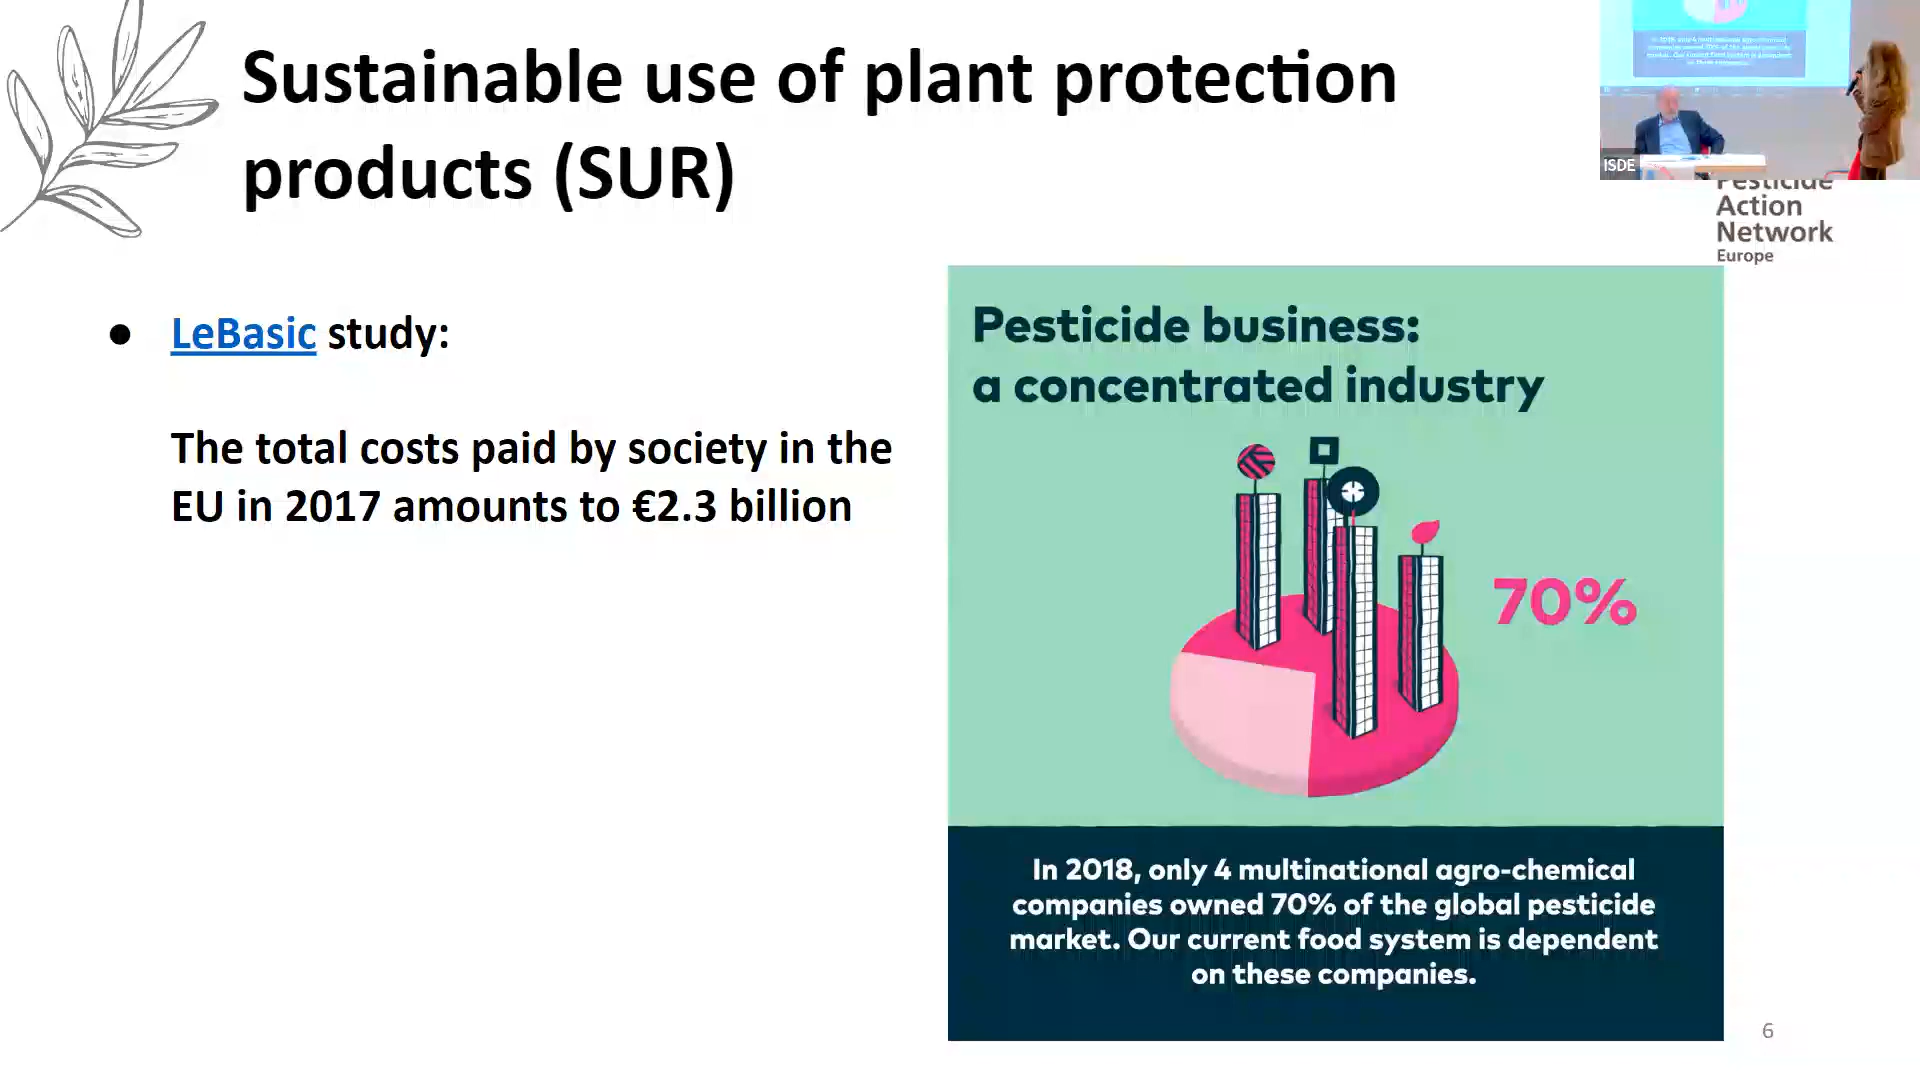 Sustainable use of plant protection
products (SUR)
ISDE
Pesticide
Action
Network
Europe
● LeBasic study:
The total costs paid by society in the
EU in 2017 amounts to €2.3 billion
Pesticide business:
a concentrated industry
70%
In 2018, only 4 multinational agro-chemical
companies owned 70% of the global pesticide
market. Our current food system is dependent
on these companies.
6